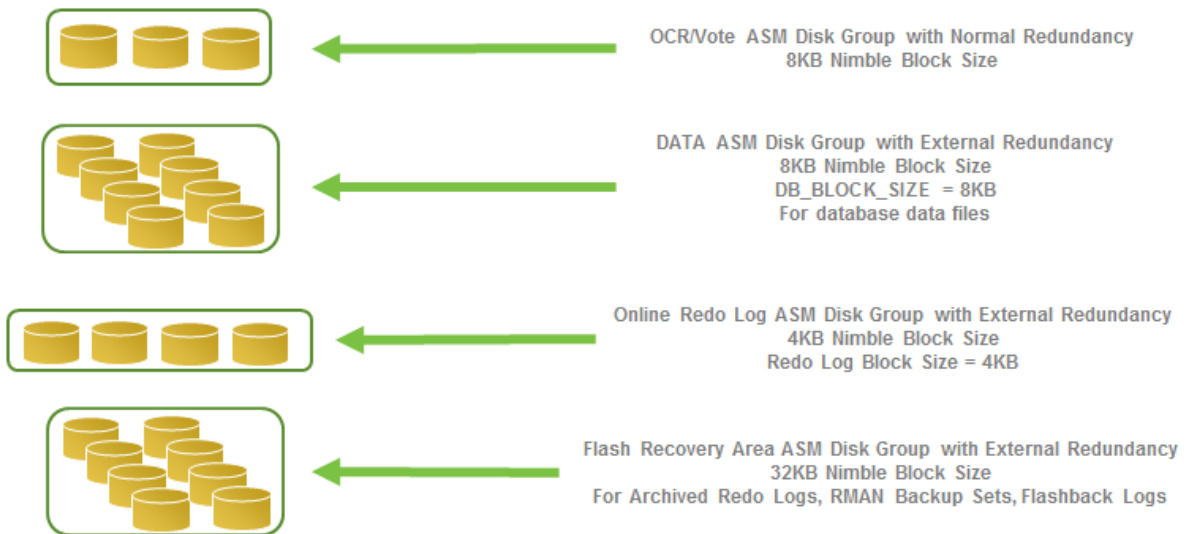 OCR/Vote ASM Disk Group with Normal Redundancy
8KB Nimble Block Size
DATA ASM Disk Group with External Redundancy
8KB Nimble Block Size
DB_BLOCK_SIZE = 8KB
For database data files
Online Redo Log ASM Disk Group with External Redundancy
4KB Nimble Block Size
Redo Log Block Size = 4KB
Flash Recovery Area ASM Disk Group with External Redundancy
32KB Nimble Block Size
For Archived Redo Logs, RMAN Backup Sets, Flashback Logs